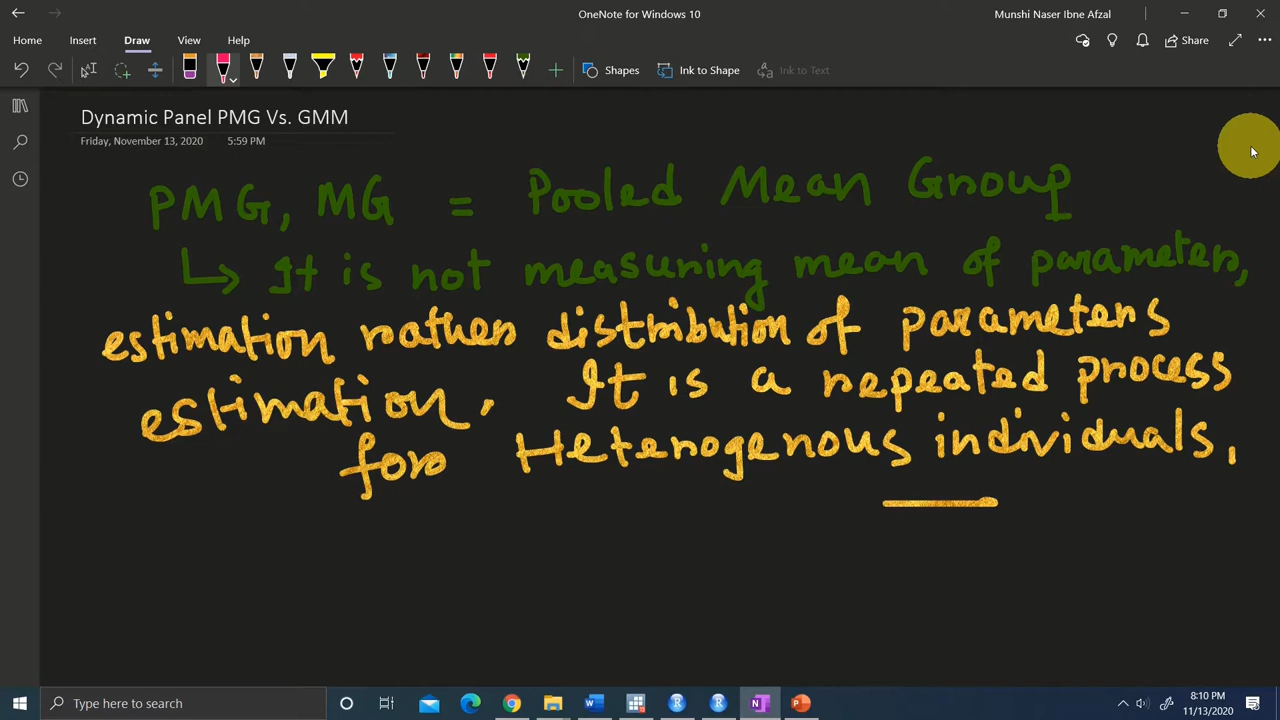 OneNote for Windows 10
Munshi Naser Ibne Afzal
Home Insert Draw View Help
Share
Shapes Ink to Shape Ink to Text
Dynamic Panel PMG Vs. GMM
Friday, November 13, 2020 5:59 PM
PMG, MG = Pooled Mean Group
↳ It is not measuring mean of parameters,
estimation rather distribution of parameters
estimation. It is a repeated process
for Heterogenous individuals.
Type here to search
8:10 PM
11/13/2020